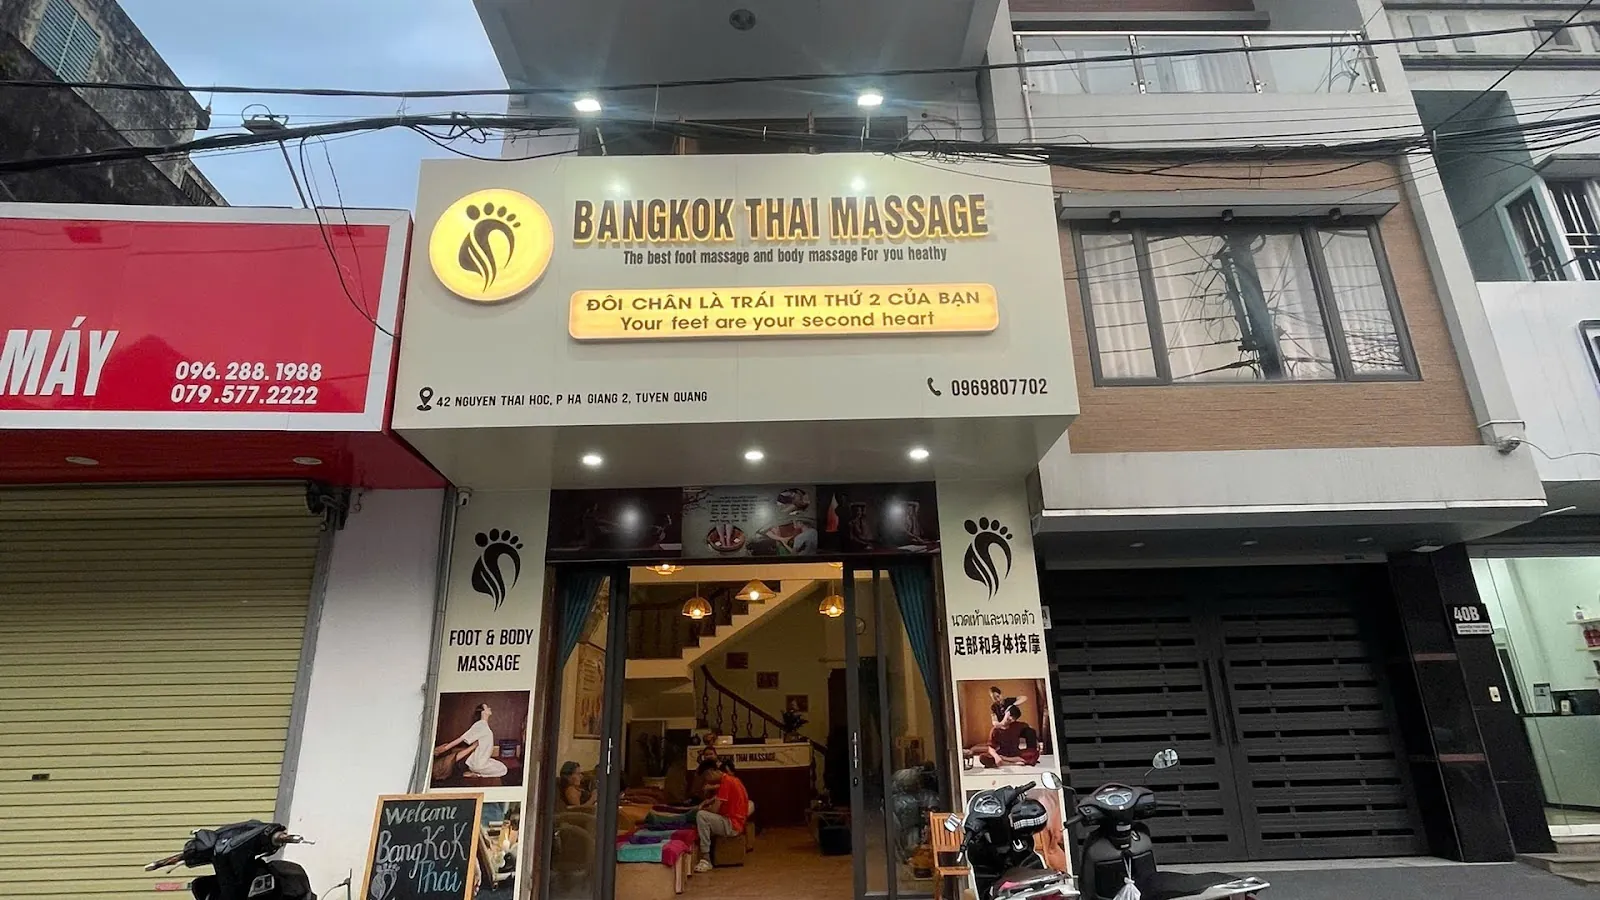 BANGKOK THAI MASSAGE
The best foot massage and body massage For you heathy
ĐÔI CHÂN LÀ TRÁI TIM THỨ 2 CỦA BẠN
Your feet are your second heart
42 NGUYEN THAI HOC, P HA GIANG 2, TUYEN QUANG
0969807702
MÁY
096.288.1988
079.577.2222
FOOT & BODY
MASSAGE
นวดเท้าและนวดตัว
足部和身体按摩
40B
THAI MASSAGE
Welcome
BangKoK
Thai